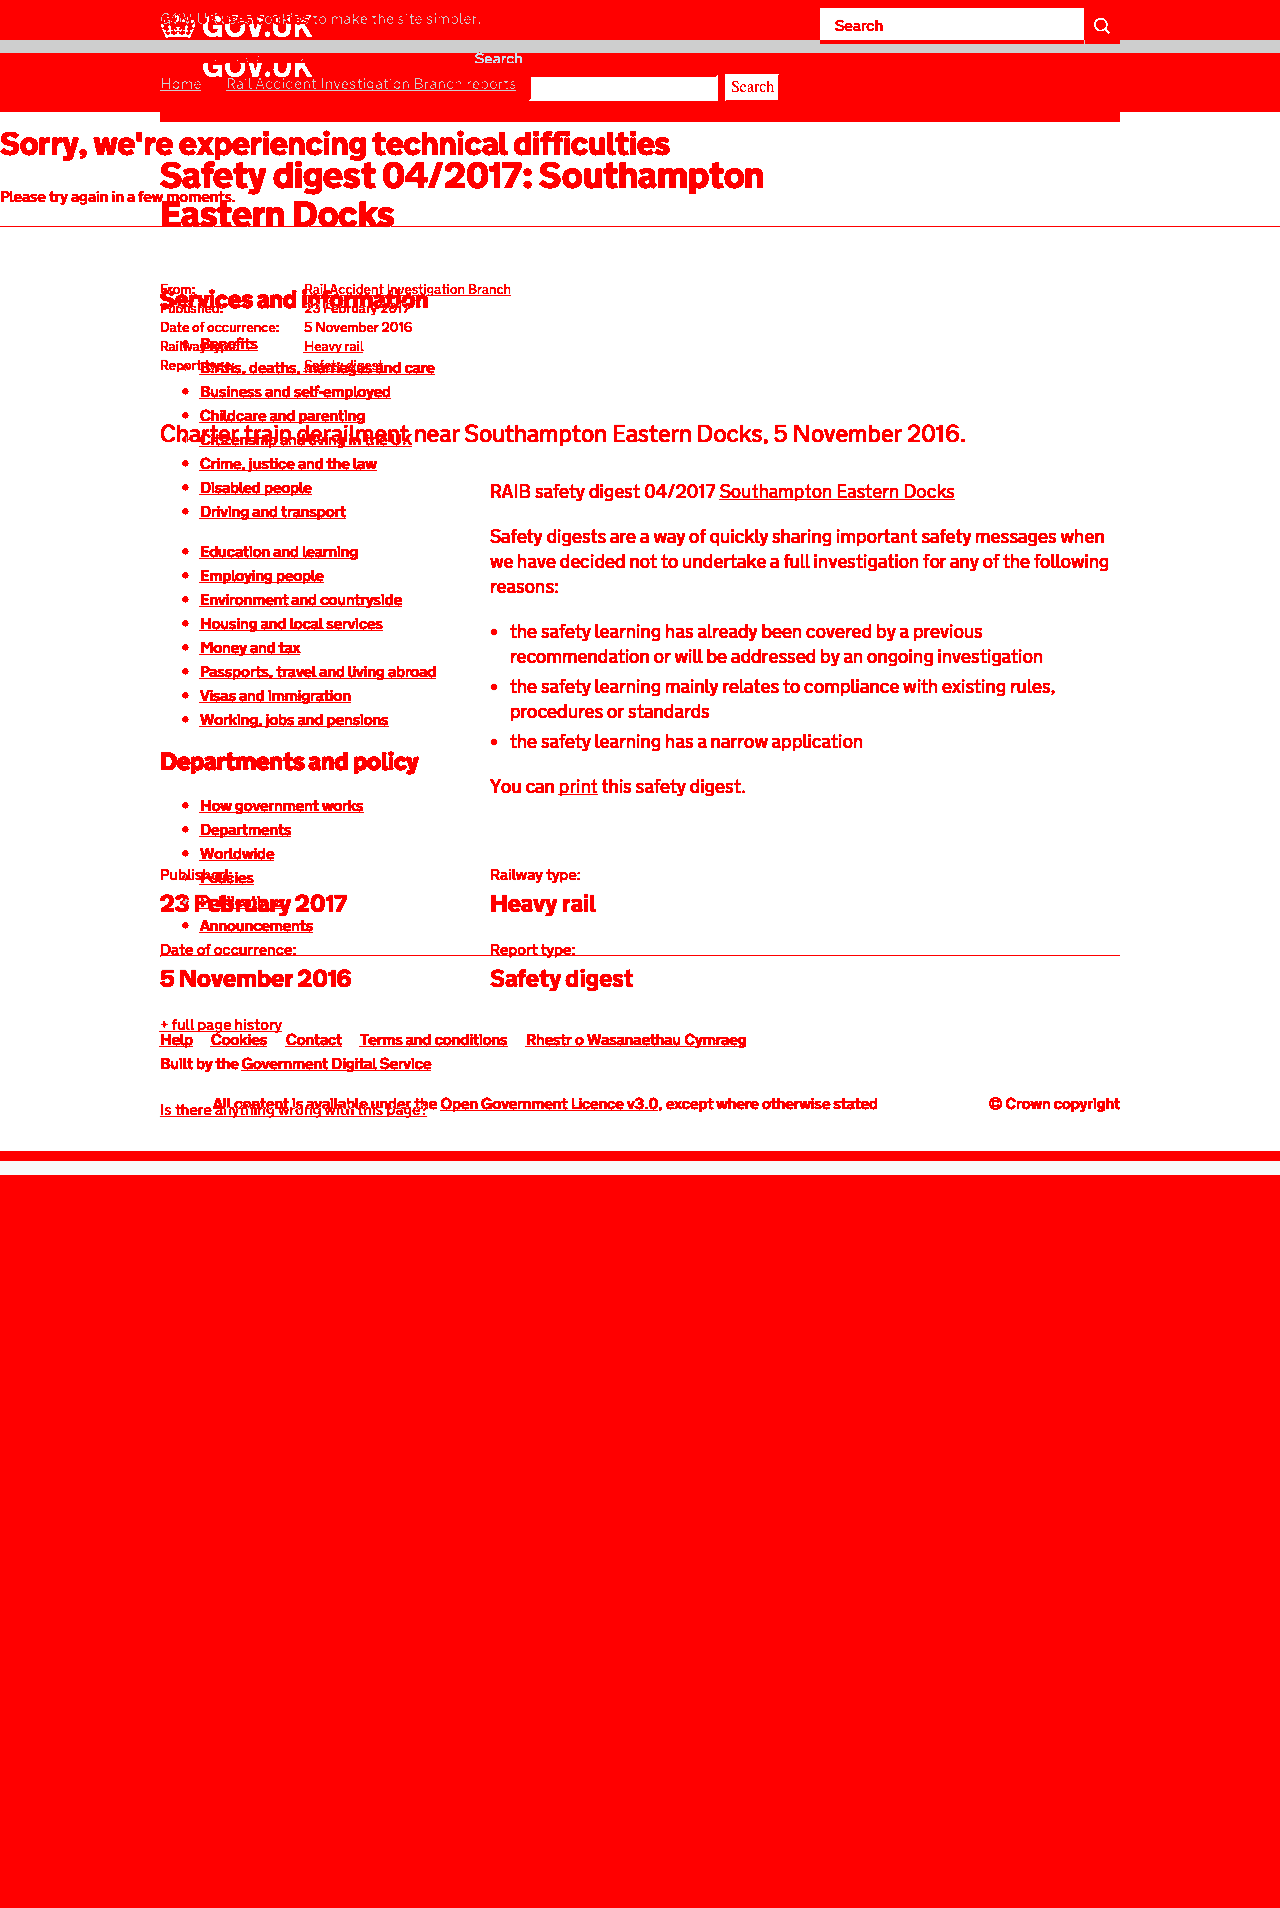 GOV.UK uses cookies to make the site simpler.
GOV.UK
Search
Search
GOV.UK
Home Rail Accident Investigation Branch reports
Search
Sorry, we're experiencing technical difficulties
Safety digest 04/2017: Southampton
Please try again in a few moments.
Eastern Docks
From: Rail Accident Investigation Branch
Services and information
Published: 23 February 2017
Date of occurrence: 5 November 2016
Benefits
Railway type: Heavy rail
Report type: Safety digest
Births, deaths, marriages and care
Business and self-employed
Childcare and parenting
Charter train derailment near Southampton Eastern Docks, 5 November 2016.
Citizenship and living in the UK
Crime, justice and the law
Disabled people
Driving and transport
Education and learning
Employing people
Environment and countryside
Housing and local services
Money and tax
Passports, travel and living abroad
Visas and immigration
Working, jobs and pensions
RAIB safety digest 04/2017 Southampton Eastern Docks
Safety digests are a way of quickly sharing important safety messages when
we have decided not to undertake a full investigation for any of the following
reasons:
the safety learning has already been covered by a previous
recommendation or will be addressed by an ongoing investigation
the safety learning mainly relates to compliance with existing rules,
procedures or standards
the safety learning has a narrow application
You can print this safety digest.
Departments and policy
How government works
Departments
Worldwide
Policies
Publications
Announcements
Published:
23 February 2017
Railway type:
Heavy rail
Date of occurrence:
5 November 2016
Report type:
Safety digest
+ full page history
Help Cookies Contact Terms and conditions Rhestr o Wasanaethau Cymraeg
Built by the Government Digital Service
All content is available under the Open Government Licence v3.0, except where otherwise stated
© Crown copyright
Is there anything wrong with this page?